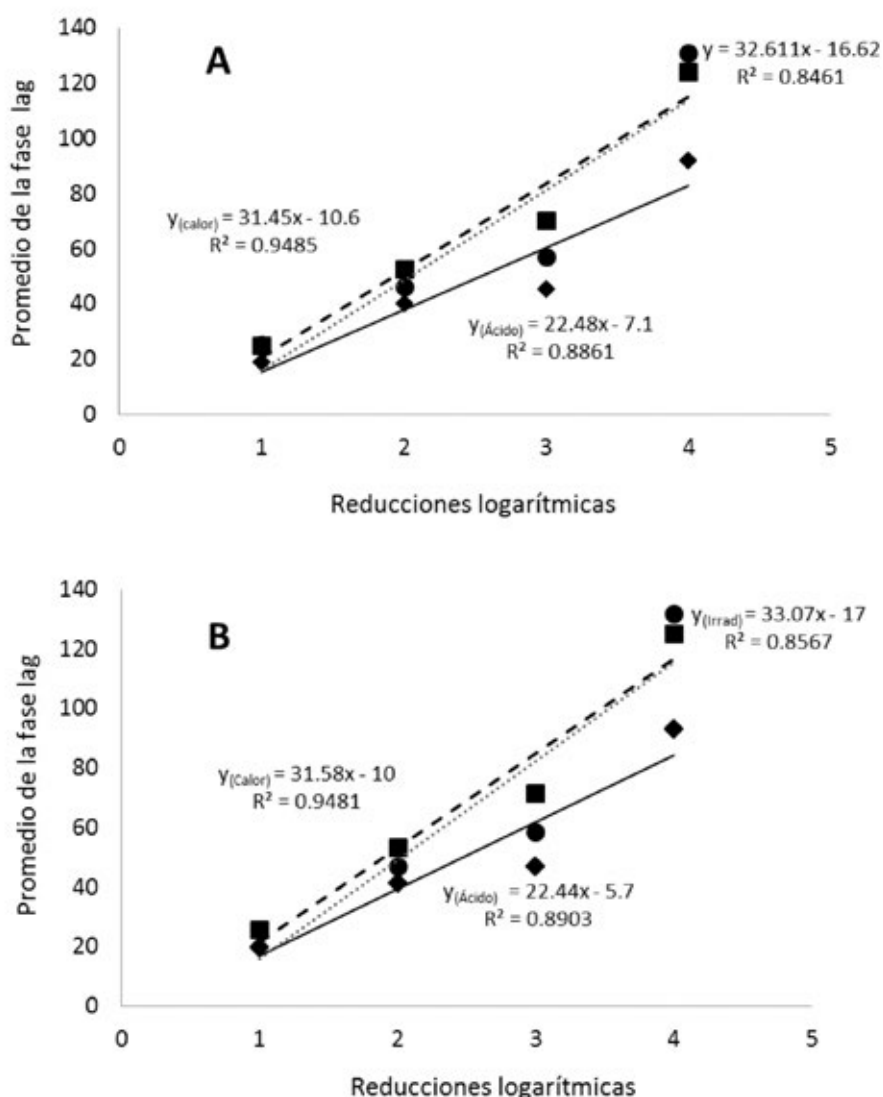 A
140
120
100
80
60
40
20
0
Promedio de la fase lag
y = 32.611x - 16.62
R² = 0.8461
y(calor) = 31.45x - 10.6
R² = 0.9485
y(Ácido) = 22.48x - 7.1
R² = 0.8861
0 1 2 3 4 5
Reducciones logarítmicas
B
140
120
100
80
60
40
20
0
Promedio de la fase lag
y(Irrad) = 33.07x - 17
R² = 0.8567
y(Calor) = 31.58x - 10
R² = 0.9481
y(Ácido) = 22.44x - 5.7
R² = 0.8903
0 1 2 3 4 5
Reducciones logarítmicas